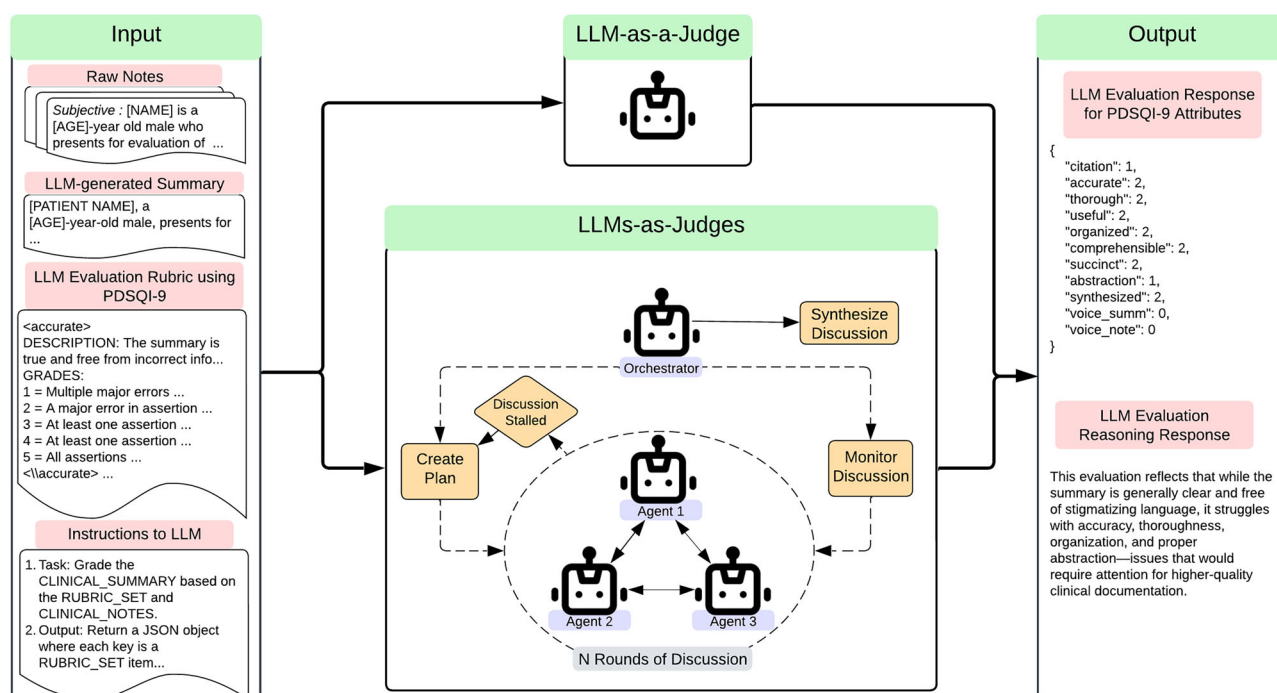 Input
Raw Notes
Subjective : [NAME] is a
[AGE]-year old male who
presents for evaluation of ...
LLM-generated Summary
[PATIENT NAME], a
[AGE]-year-old male, presents for
...
LLM Evaluation Rubric using
PDSQI-9
<accurate>
DESCRIPTION: The summary is
true and free from incorrect info...
GRADES:
1 = Multiple major errors ...
2 = A major error in assertion ...
3 = At least one assertion ...
4 = At least one assertion ...
5 = All assertions ...
<\\accurate> ...
Instructions to LLM
1. Task: Grade the
CLINICAL_SUMMARY based on
the RUBRIC_SET and
CLINICAL_NOTES.
2. Output: Return a JSON object
where each key is a
RUBRIC_SET item...
LLM-as-a-Judge
LLMs-as-Judges
Orchestrator
Synthesize
Discussion
Discussion
Stalled
Create
Plan
Monitor
Discussion
Agent 1
Agent 2
Agent 3
N Rounds of Discussion
Output
LLM Evaluation Response
for PDSQI-9 Attributes
{
"citation": 1,
"accurate": 2,
"thorough": 2,
"useful": 2,
"organized": 2,
"comprehensible": 2,
"succinct": 2,
"abstraction": 1,
"synthesized": 2,
"voice_summ": 0,
"voice_note": 0
}
LLM Evaluation
Reasoning Response
This evaluation reflects that while the
summary is generally clear and free
of stigmatizing language, it struggles
with accuracy, thoroughness,
organization, and proper
abstraction—issues that would
require attention for higher-quality
clinical documentation.